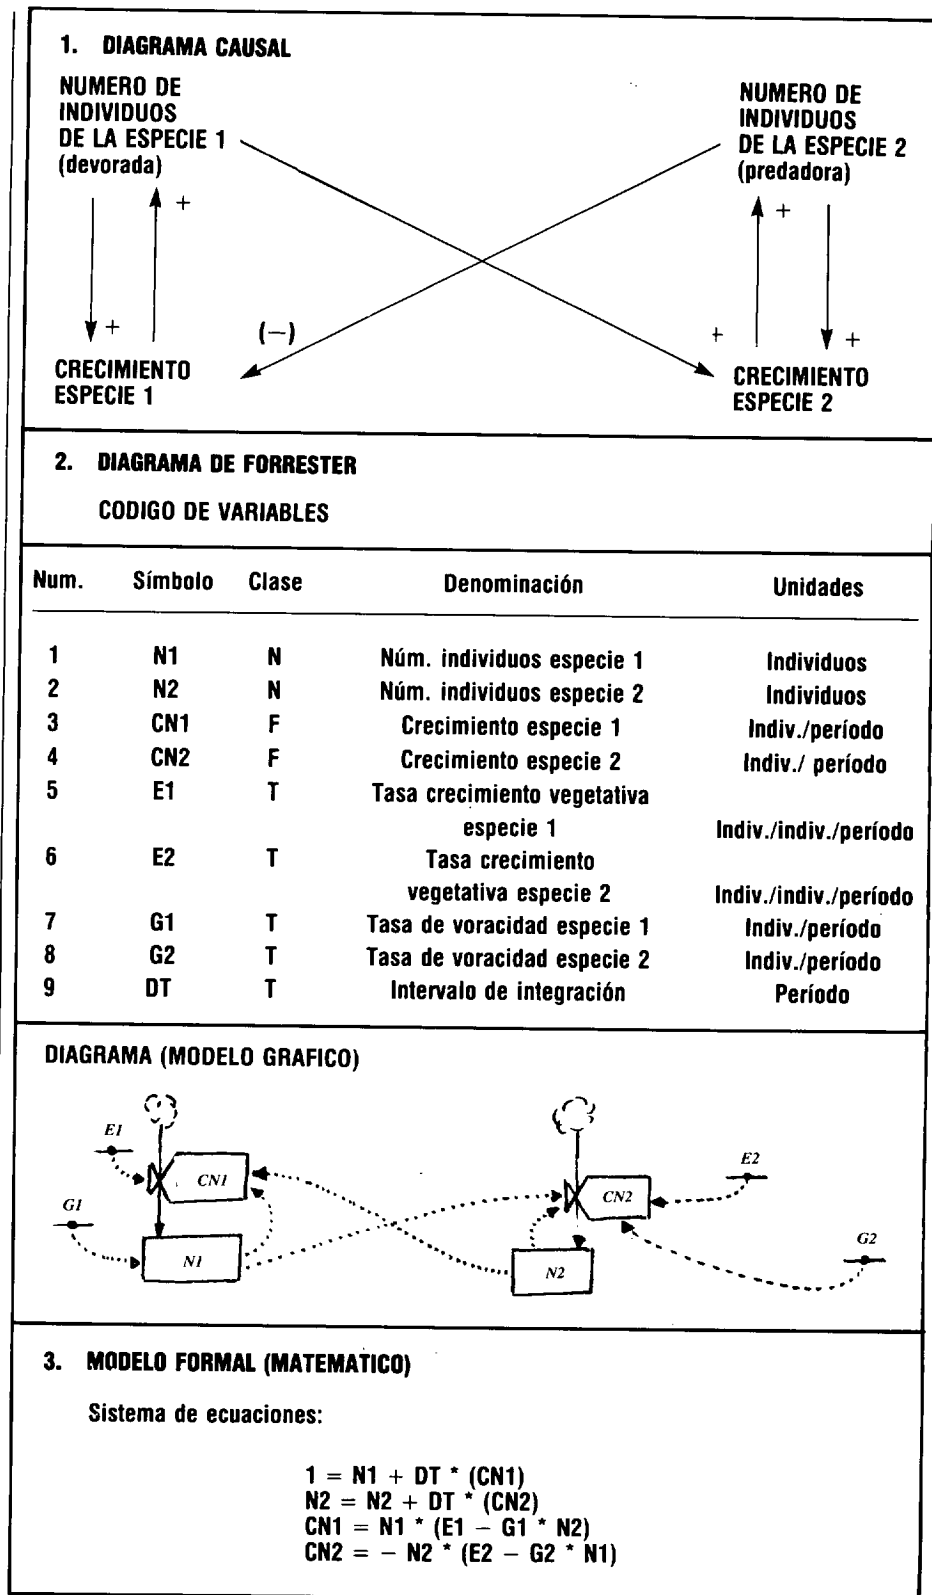 1. DIAGRAMA CAUSAL
NUMERO DE
INDIVIDUOS
DE LA ESPECIE 1
(devorada)
NUMERO DE
INDIVIDUOS
DE LA ESPECIE 2
(predadora)
+
+
+
(−)
+
+
CRECIMIENTO
ESPECIE 1
CRECIMIENTO
ESPECIE 2
2. DIAGRAMA DE FORRESTER
CODIGO DE VARIABLES
Num. Símbolo Clase Denominación Unidades
1 N1 N Núm. individuos especie 1 Individuos
2 N2 N Núm. individuos especie 2 Individuos
3 CN1 F Crecimiento especie 1 Indiv./período
4 CN2 F Crecimiento especie 2 Indiv./ período
5 E1 T Tasa crecimiento vegetativa
especie 1 Indiv./indiv./período
6 E2 T Tasa crecimiento
vegetativa especie 2 Indiv./indiv./período
7 G1 T Tasa de voracidad especie 1 Indiv./período
8 G2 T Tasa de voracidad especie 2 Indiv./período
9 DT T Intervalo de integración Período
DIAGRAMA (MODELO GRAFICO)
E1
CN1
G1
N1
E2
CN2
G2
N2
3. MODELO FORMAL (MATEMATICO)
Sistema de ecuaciones:
1 = N1 + DT * (CN1)
N2 = N2 + DT * (CN2)
CN1 = N1 * (E1 − G1 * N2)
CN2 = − N2 * (E2 − G2 * N1)